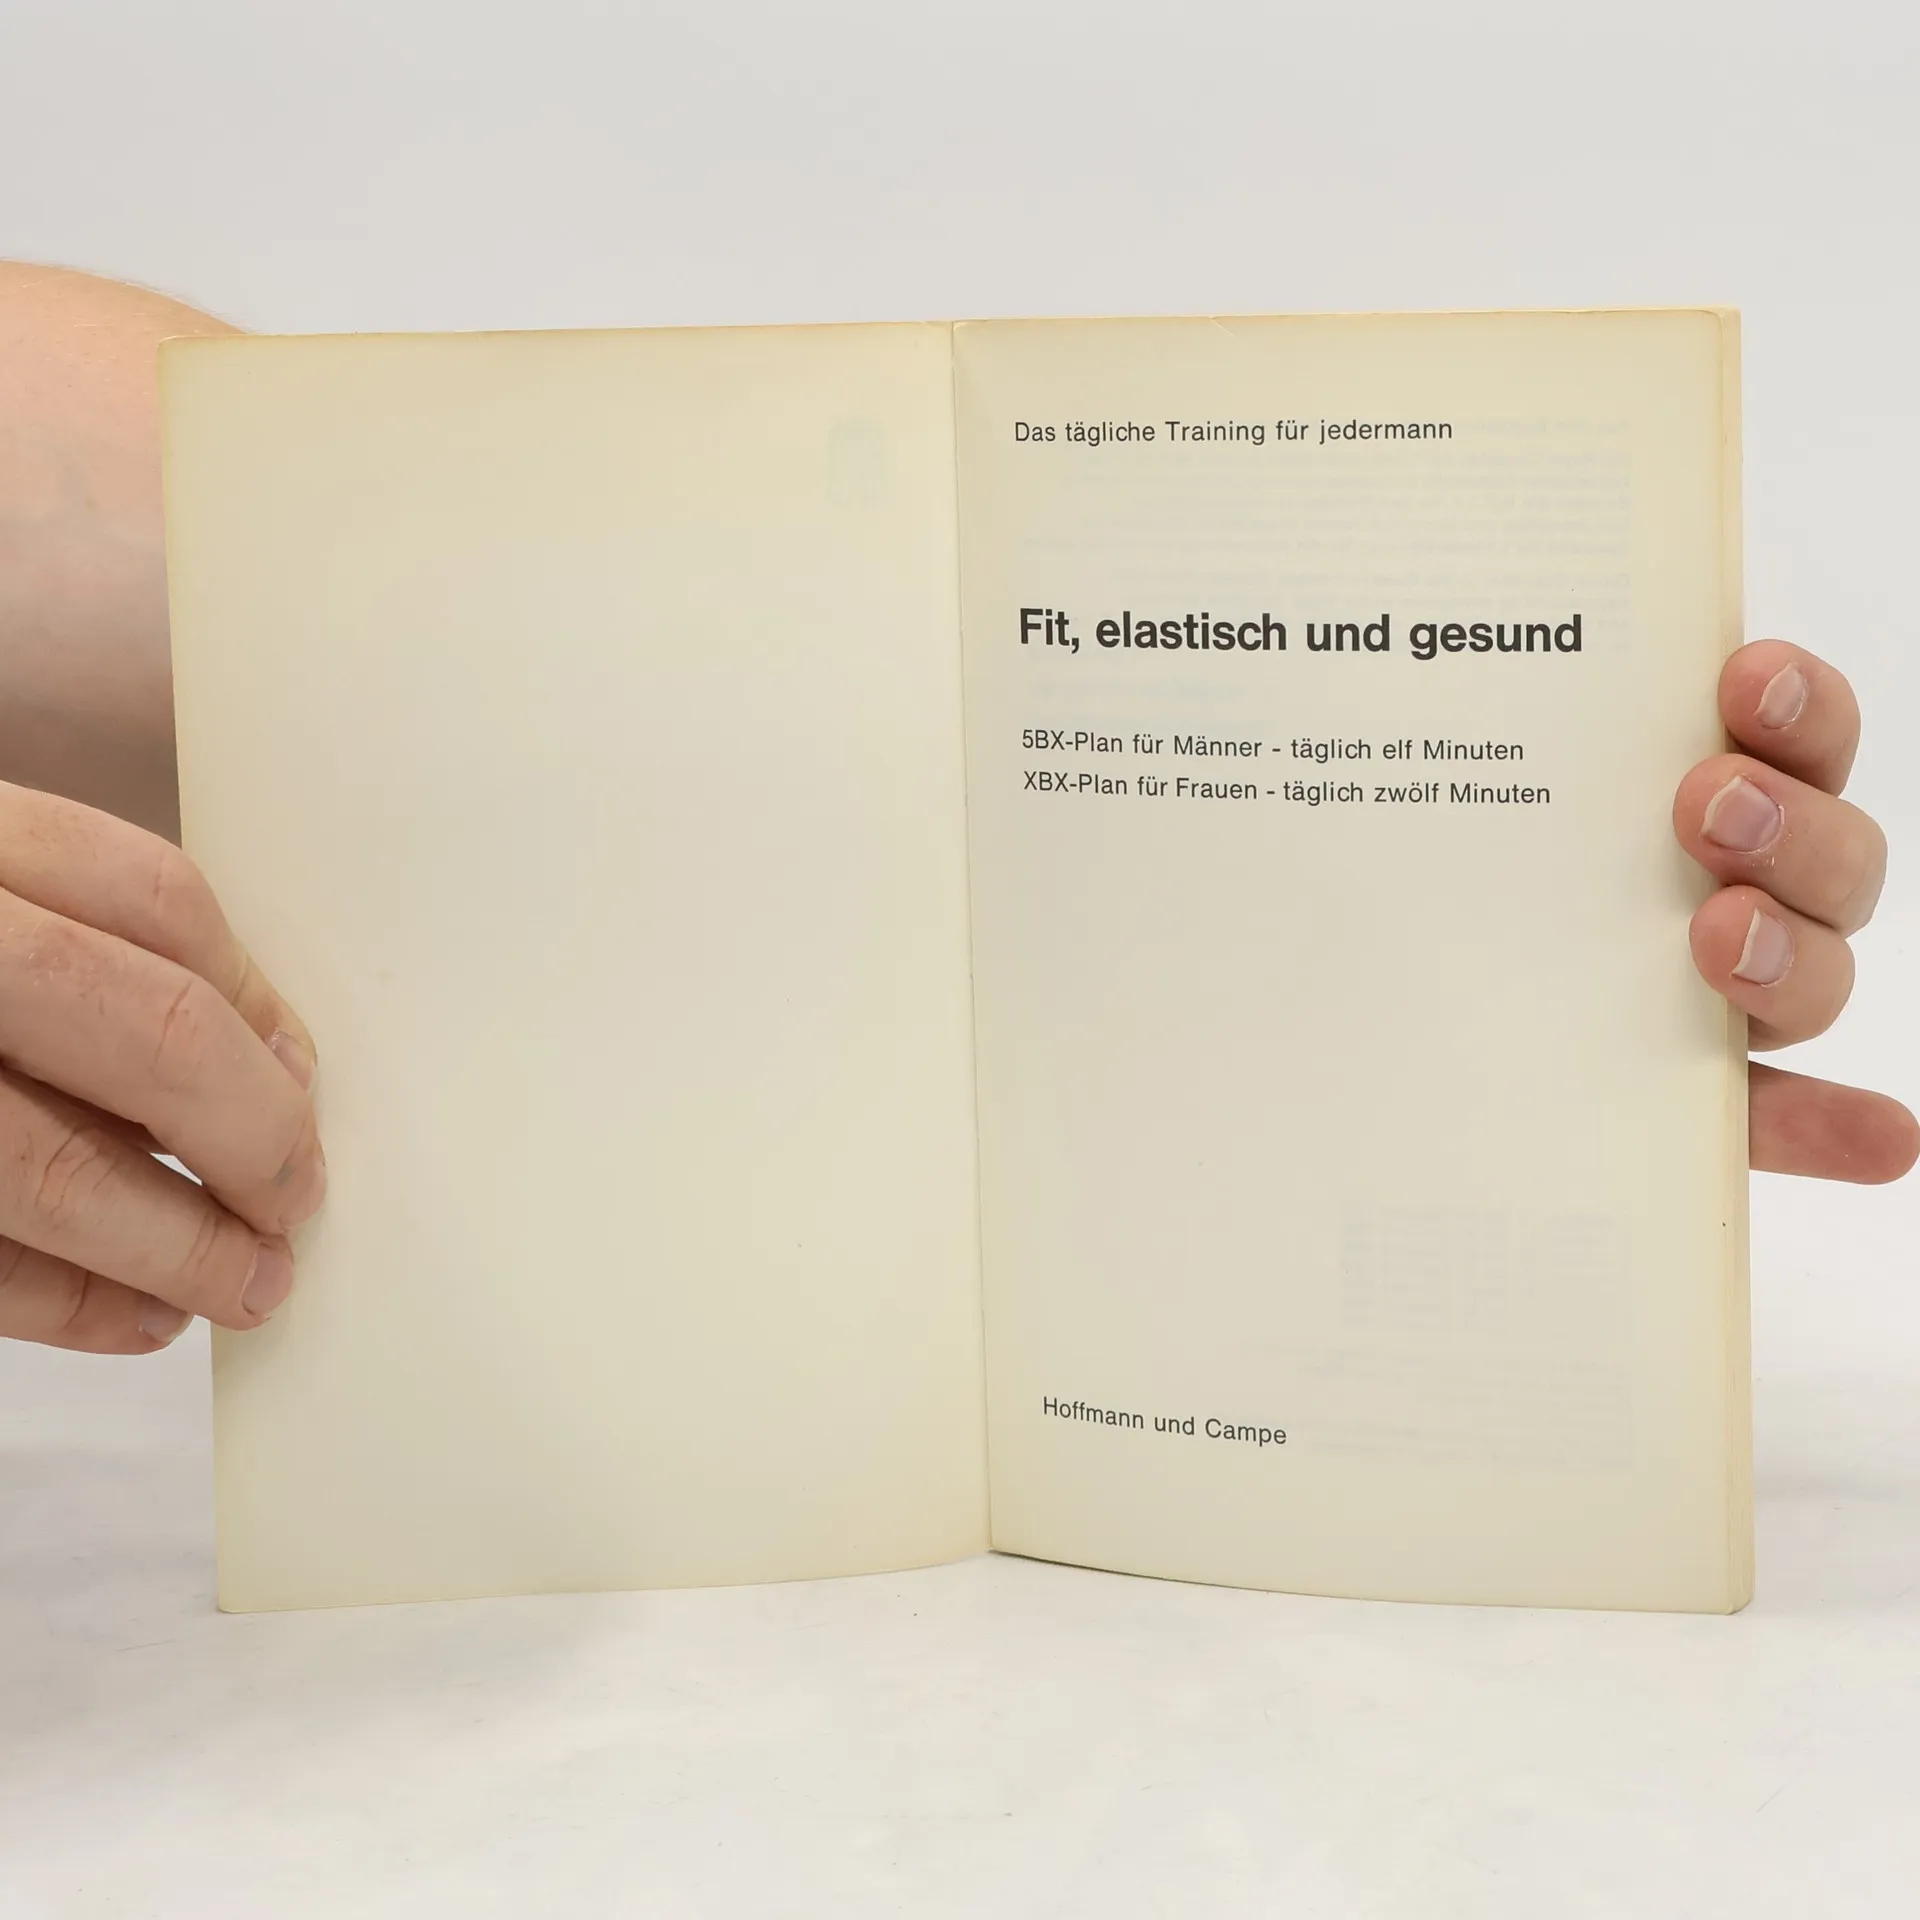 Das tägliche Training für jedermann
Fit, elastisch und gesund
5BX-Plan für Männer - täglich elf Minuten
XBX-Plan für Frauen - täglich zwölf Minuten
Hoffmann und Campe